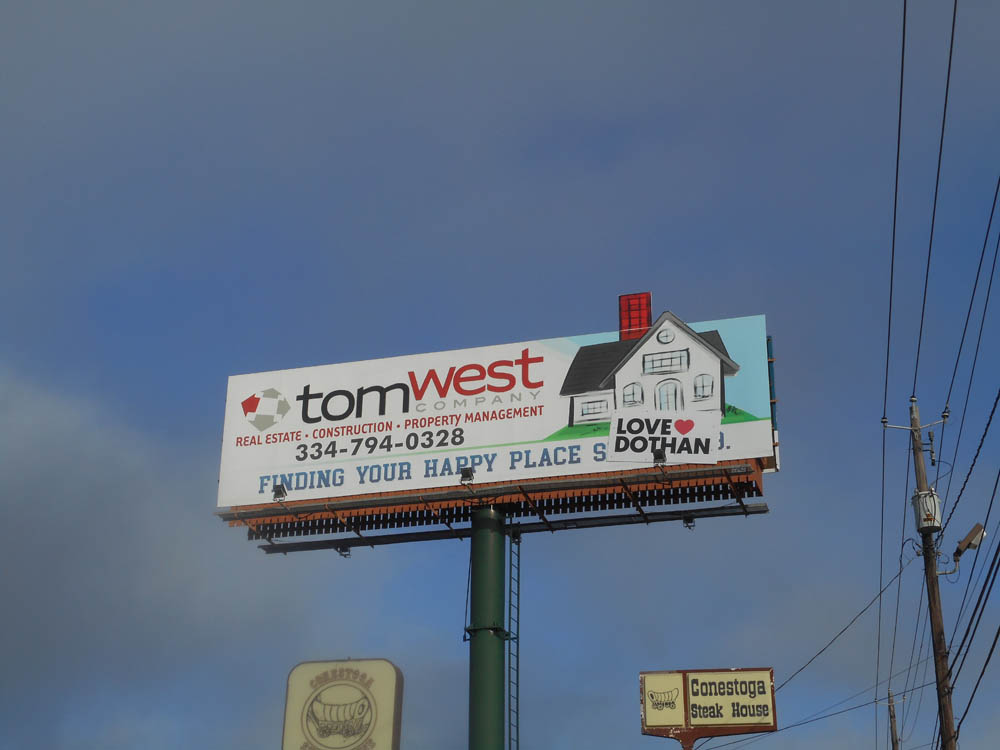 tomwest
COMPANY
REAL ESTATE • CONSTRUCTION • PROPERTY MANAGEMENT
334-794-0328
FINDING YOUR HAPPY PLACE S
LOVE
DOTHAN
CONESTOGA
Conestoga
Steak House